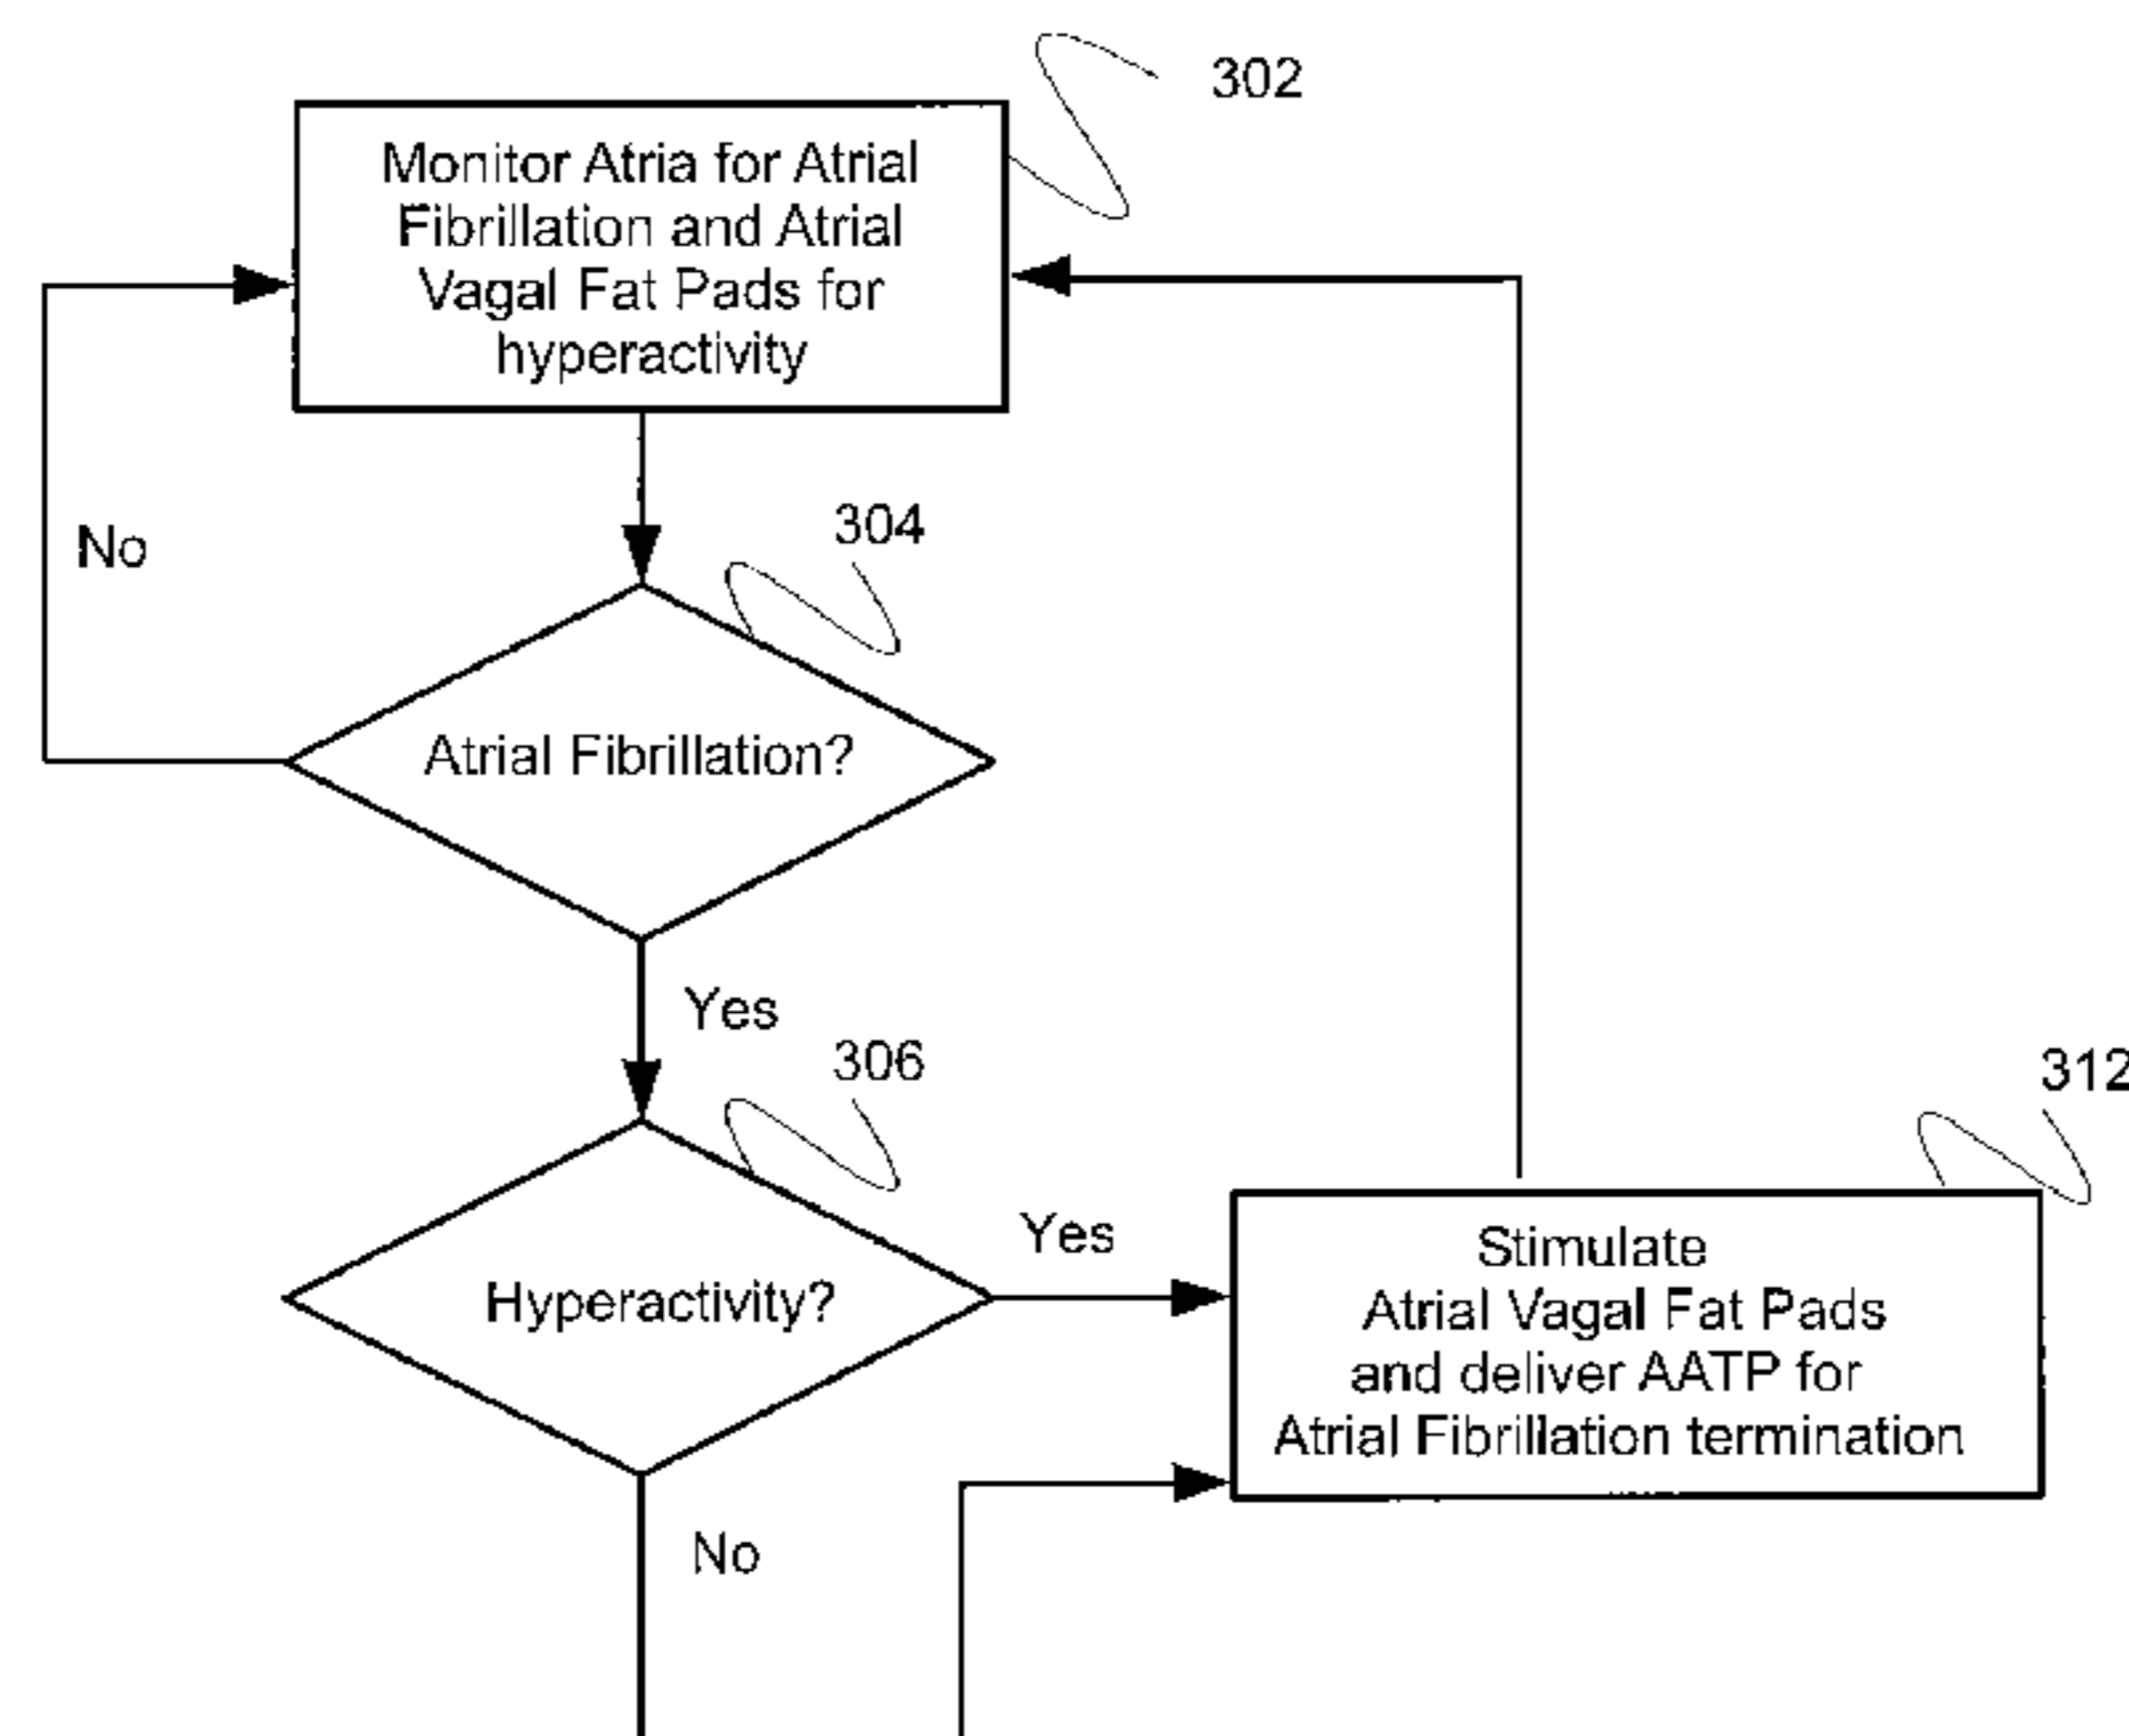 302
Monitor Atria for Atrial
Fibrillation and Atrial
Vagal Fat Pads for
hyperactivity
No
304
Atrial Fibrillation?
Yes
306
312
Hyperactivity?
Yes
Stimulate
Atrial Vagal Fat Pads
and deliver AATP for
Atrial Fibrillation termination
No